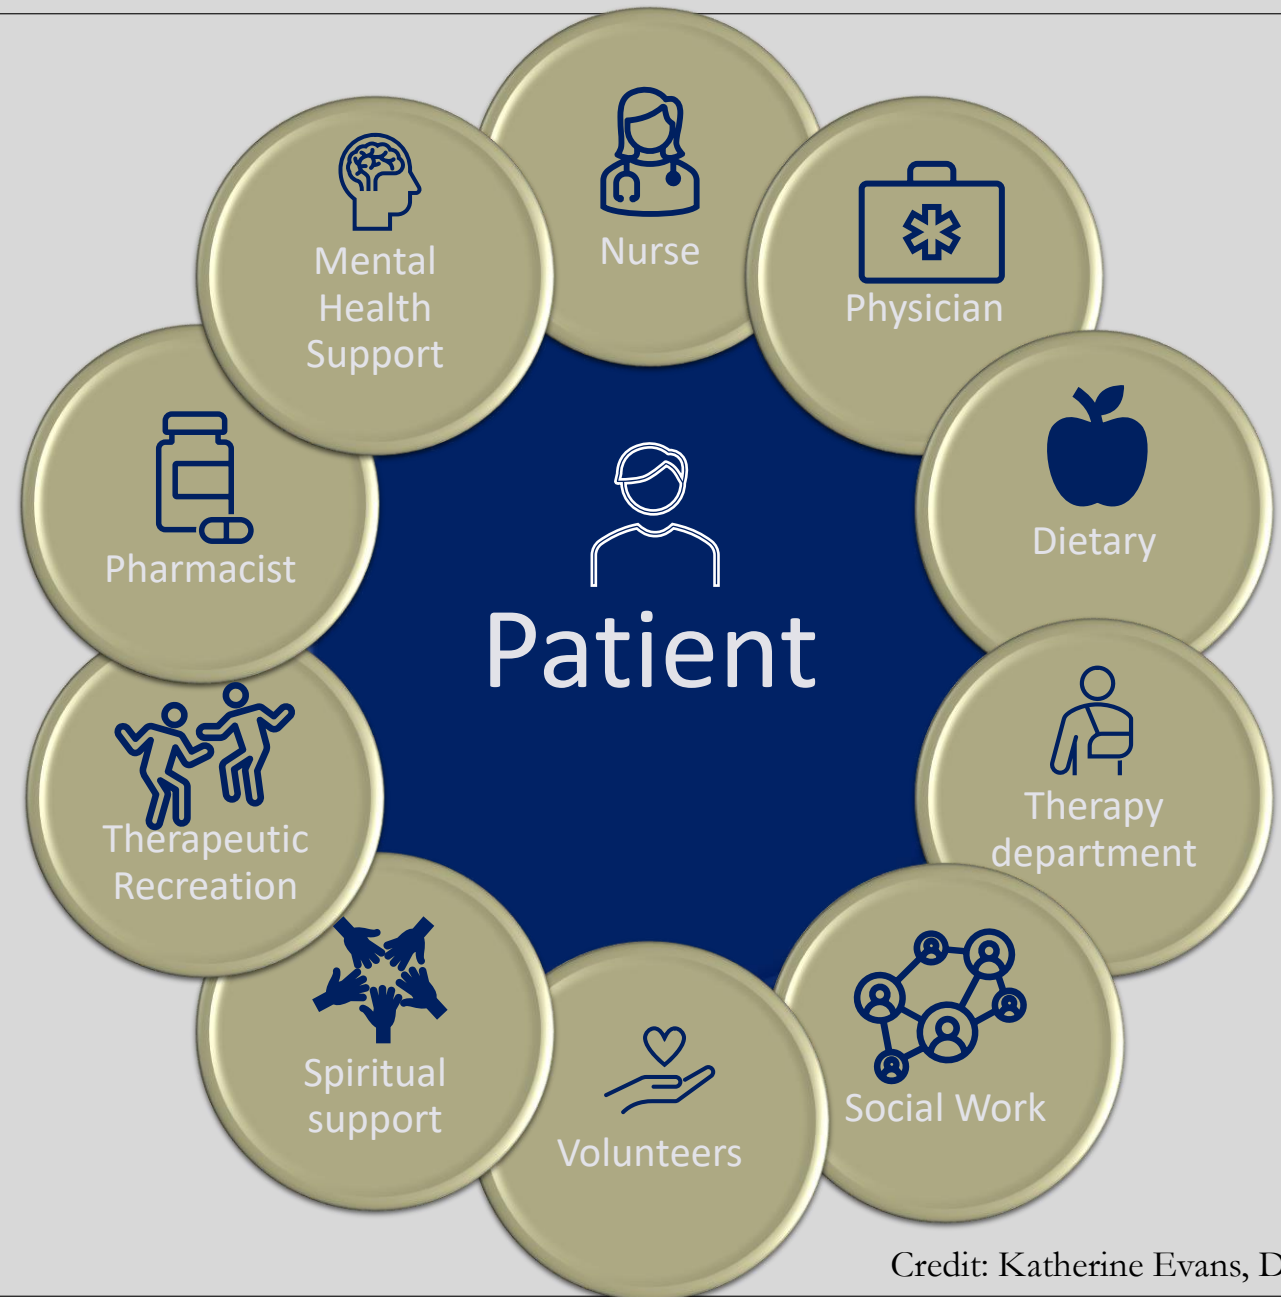 Nurse
Physician
Dietary
Therapy
department
Social Work
Volunteers
Spiritual
support
Therapeutic
Recreation
Pharmacist
Mental
Health
Support
Patient
Credit: Katherine Evans, D